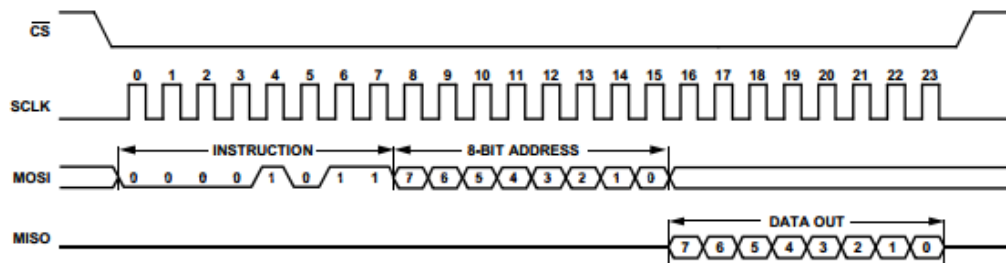 CS
0 1 2 3 4 5 6 7 8 9 10 11 12 13 14 15 16 17 18 19 20 21 22 23
SCLK
INSTRUCTION 8-BIT ADDRESS
MOSI 0 0 0 0 1 0 1 1 7 6 5 4 3 2 1 0
DATA OUT
MISO 7 6 5 4 3 2 1 0